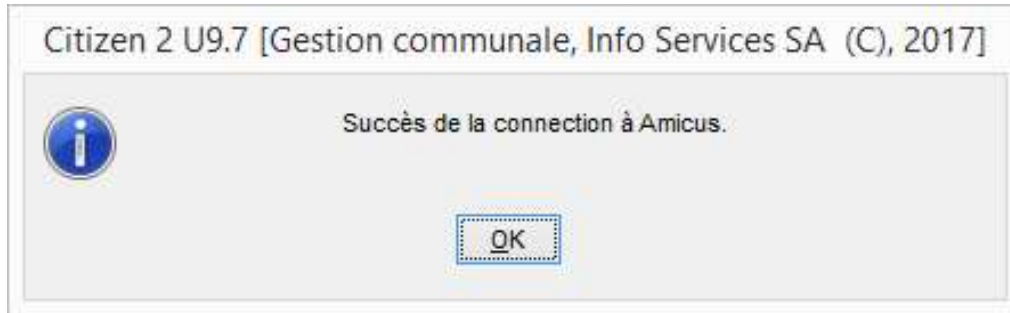 Citizen 2 U9.7 [Gestion communale, Info Services SA (C), 2017]
Succès de la connection à Amicus.
OK